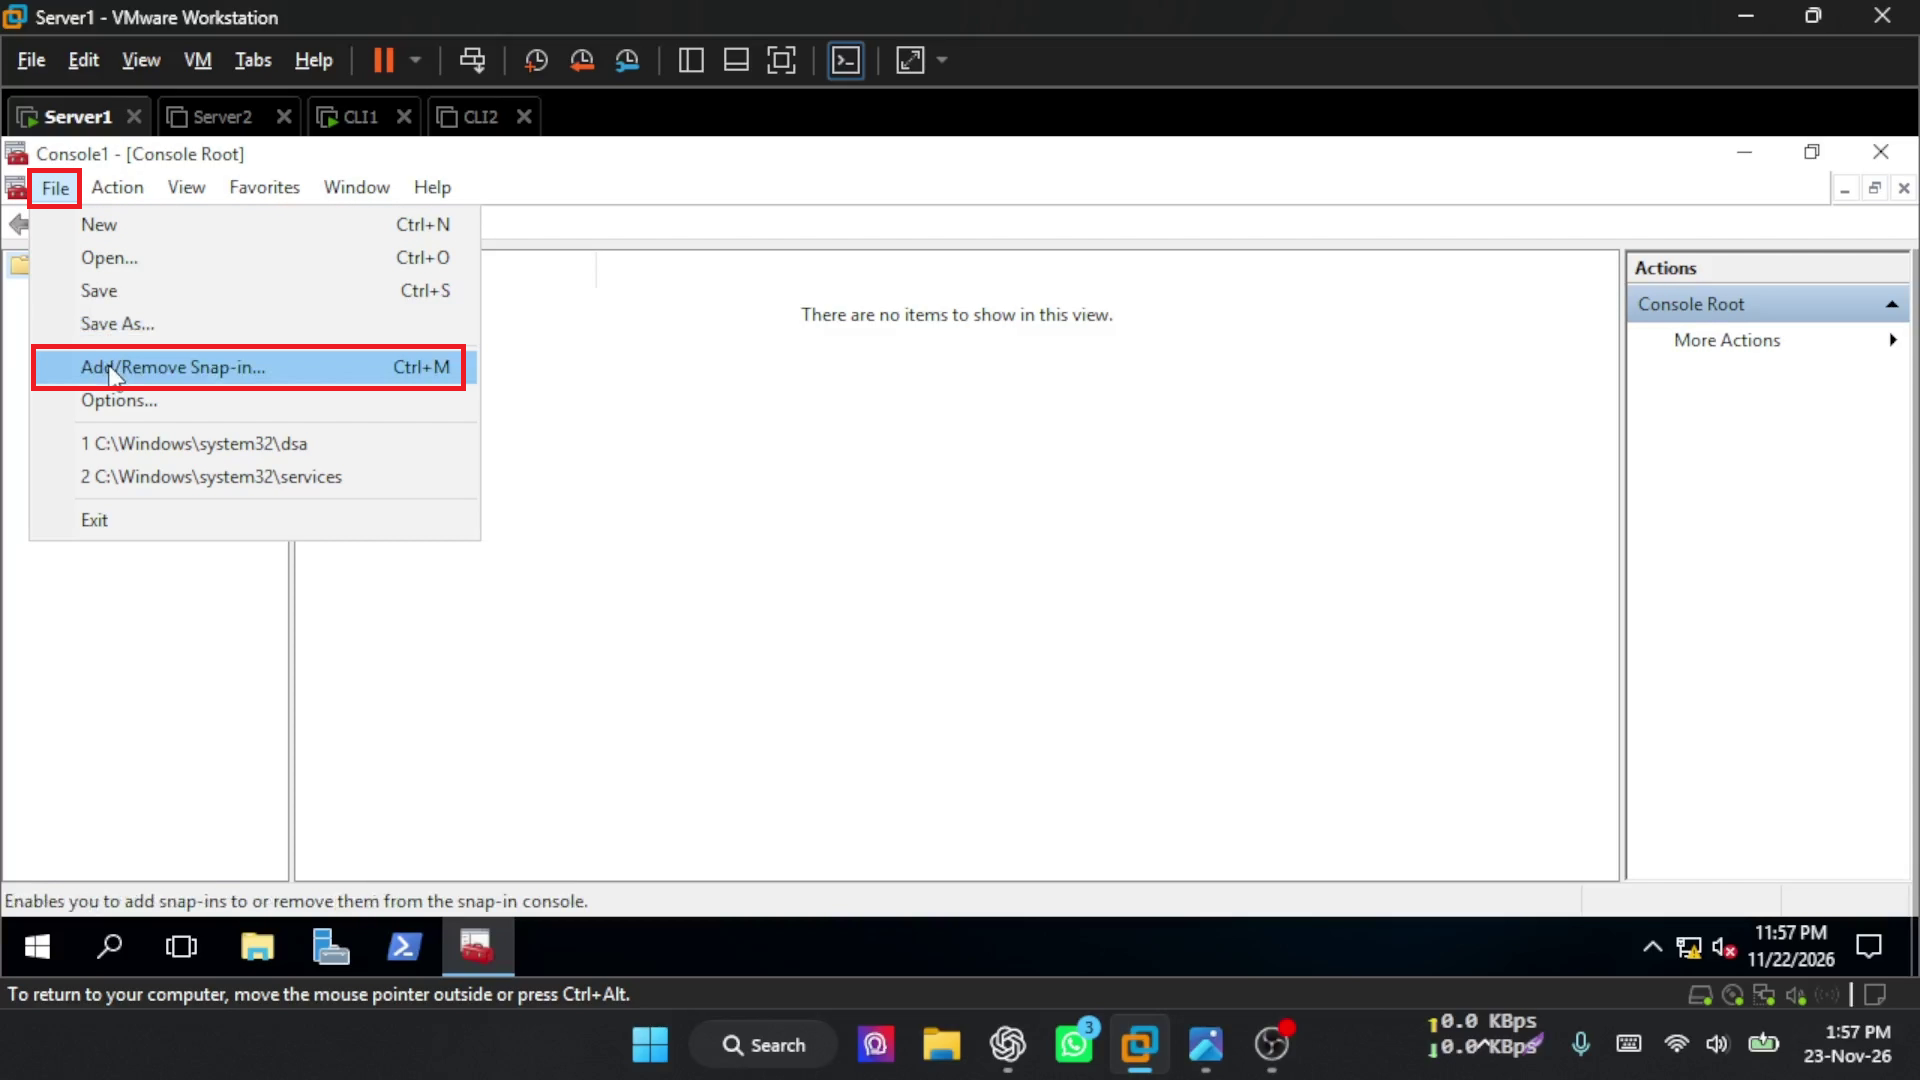 Server1 - VMware Workstation
File Edit View VM Tabs Help
Server1 Server2 CLI1 CLI2
Console1 - [Console Root]
File Action View Favorites Window Help
New Ctrl+N
Open... Ctrl+O
Save Ctrl+S
Save As...
Add/Remove Snap-in... Ctrl+M
Options...
1 C:\Windows\system32\dsa
2 C:\Windows\system32\services
Exit
There are no items to show in this view.
Actions
Console Root
More Actions
Enables you to add snap-ins to or remove them from the snap-in console.
11:57 PM
11/22/2026
To return to your computer, move the mouse pointer outside or press Ctrl+Alt.
Search
3
0.0 KBps
0.0 KBps
1:57 PM
23-Nov-26